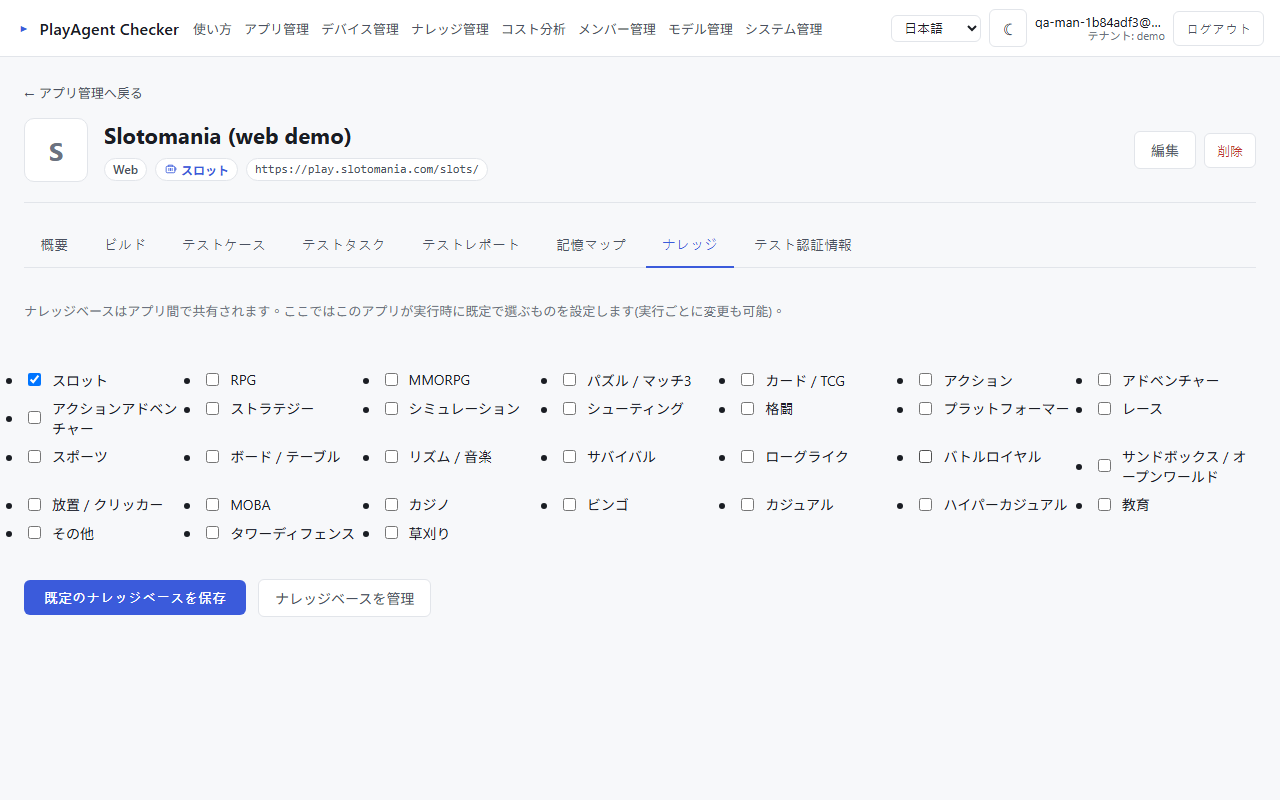 PlayAgent Checker 使い方 アプリ管理 デバイス管理 ナレッジ管理 コスト分析 メンバー管理 モデル管理 システム管理 日本語 qa-man-1b84adf3@... テナント: demo ログアウト
← アプリ管理へ戻る
S
Slotomania (web demo)
Web スロット https://play.slotomania.com/slots/
編集 削除
概要 ビルド テストケース テストタスク テストレポート 記憶マップ ナレッジ テスト認証情報
ナレッジベースはアプリ間で共有されます。ここではこのアプリが実行時に既定で選ぶものを設定します(実行ごとに変更も可能)。
スロット RPG MMORPG パズル / マッチ3 カード / TCG アクション アドベンチャー
アクションアドベンチャー ストラテジー シミュレーション シューティング 格闘 プラットフォーマー レース
スポーツ ボード / テーブル リズム / 音楽 サバイバル ローグライク バトルロイヤル サンドボックス / オープンワールド
放置 / クリッカー MOBA カジノ ビンゴ カジュアル ハイパーカジュアル 教育
その他 タワーディフェンス 草刈り
既定のナレッジベースを保存 ナレッジベースを管理